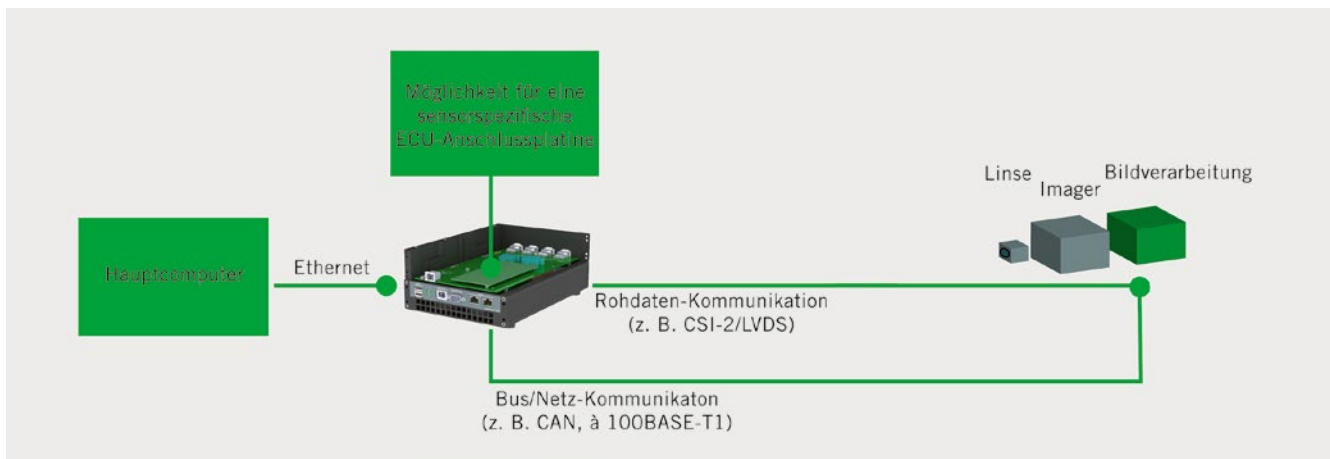 Möglichkeit für eine
sensorspezifische
ECU-Anschlussplatine
Linse
Imager
Bildverarbeitung
Hauptcomputer
Ethernet
Rohdaten-Kommunikation
(z. B. CSI-2/LVDS)
Bus/Netz-Kommunikaton
(z. B. CAN, à 100BASE-T1)